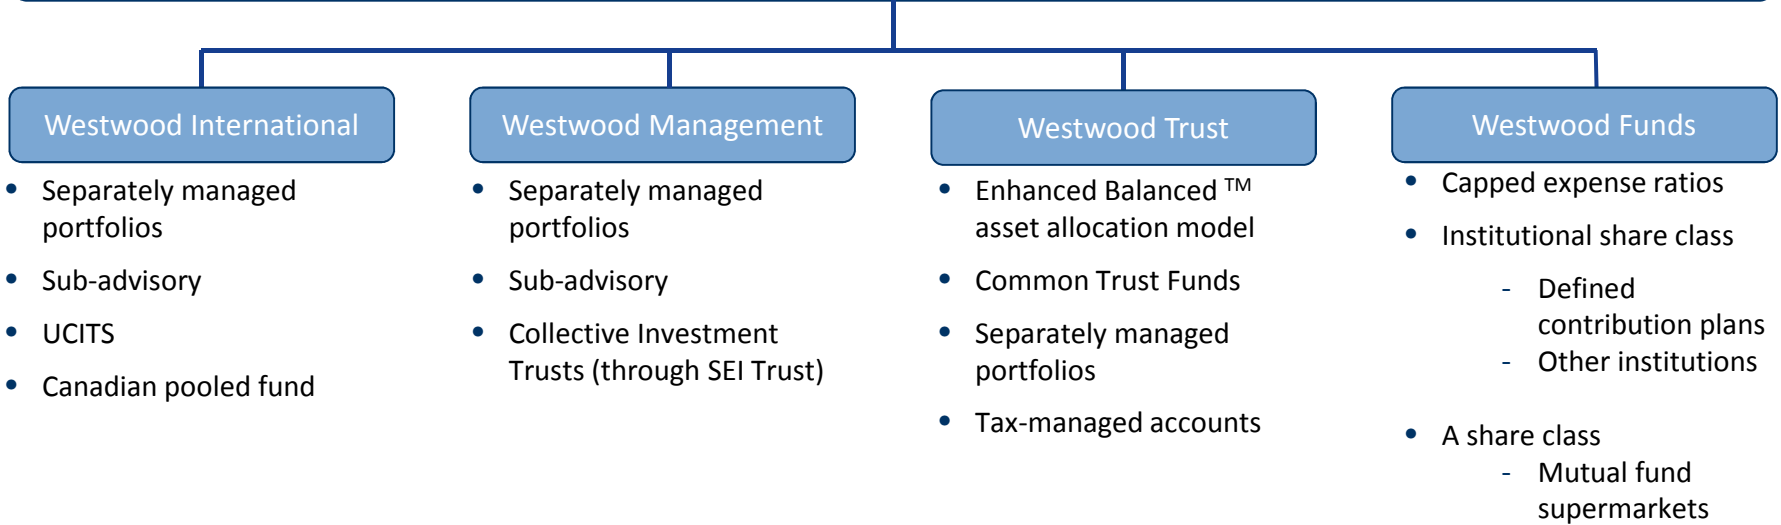 Westwood International
• Separately managed
portfolios
• Sub-advisory
• UCITS
• Canadian pooled fund
Westwood Management
• Separately managed
portfolios
• Sub-advisory
• Collective Investment
Trusts (through SEI Trust)
Westwood Trust
• Enhanced Balanced ™
asset allocation model
• Common Trust Funds
• Separately managed
portfolios
• Tax-managed accounts
Westwood Funds
• Capped expense ratios
• Institutional share class
- Defined
contribution plans
- Other institutions
• A share class
- Mutual fund
supermarkets